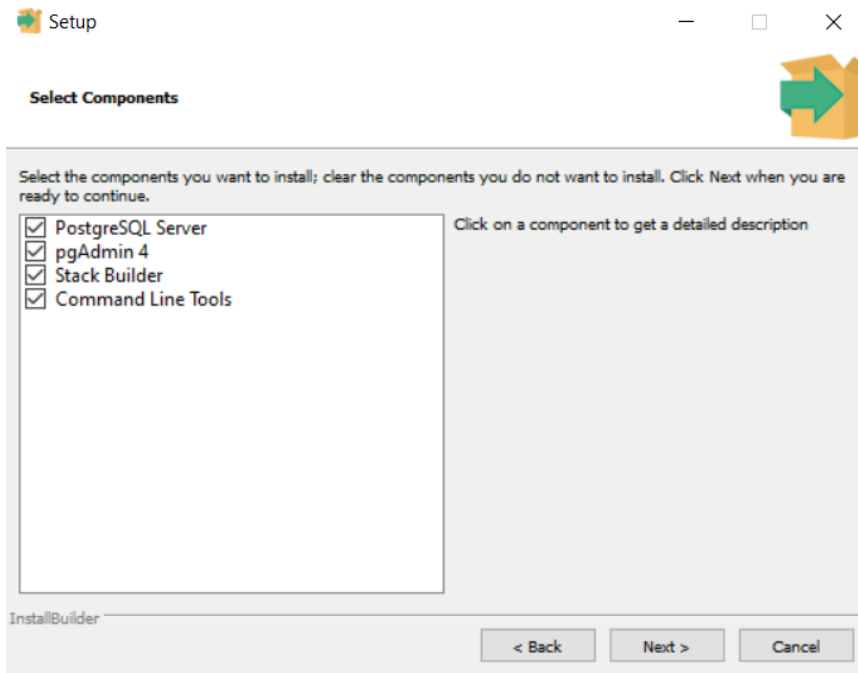 Setup
Select Components
Select the components you want to install; clear the components you do not want to install. Click Next when you are
ready to continue.
PostgreSQL Server
pgAdmin 4
Stack Builder
Command Line Tools
Click on a component to get a detailed description
InstallBuilder
< Back
Next >
Cancel